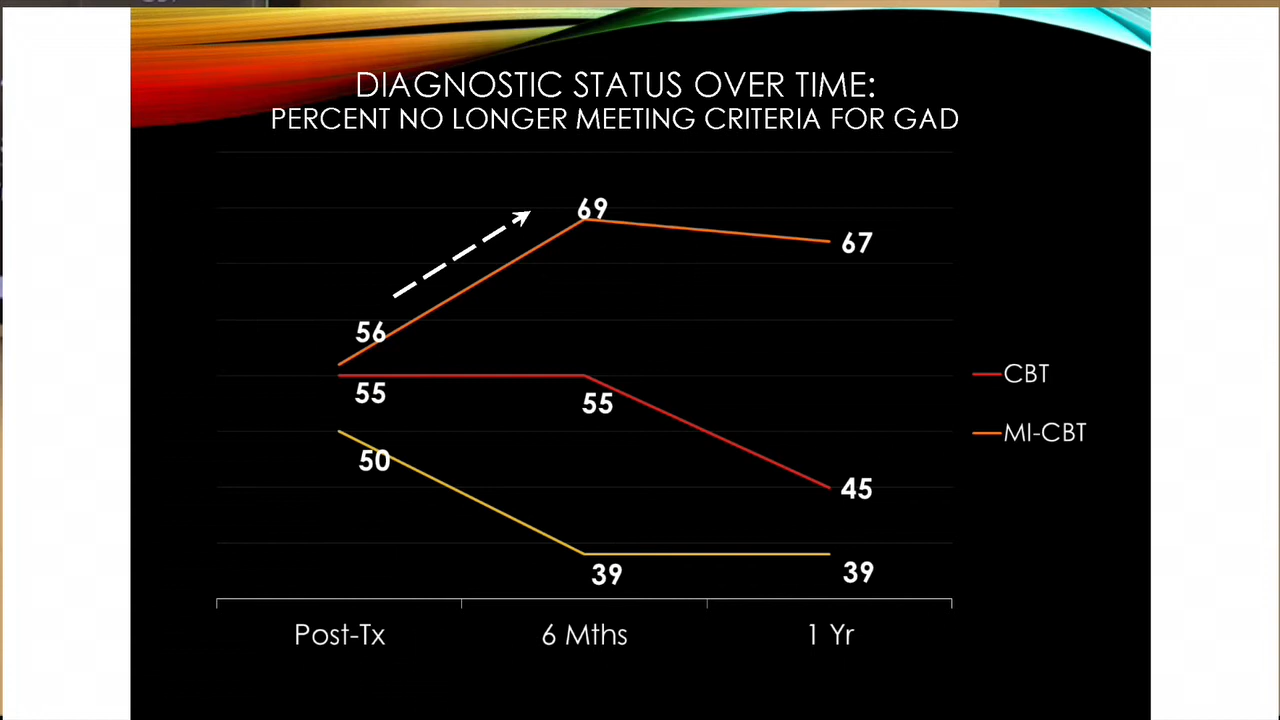 DIAGNOSTIC STATUS OVER TIME:
PERCENT NO LONGER MEETING CRITERIA FOR GAD
69
67
56
55
55
50
45
39
39
CBT
MI-CBT
Post-Tx
6 Mths
1 Yr